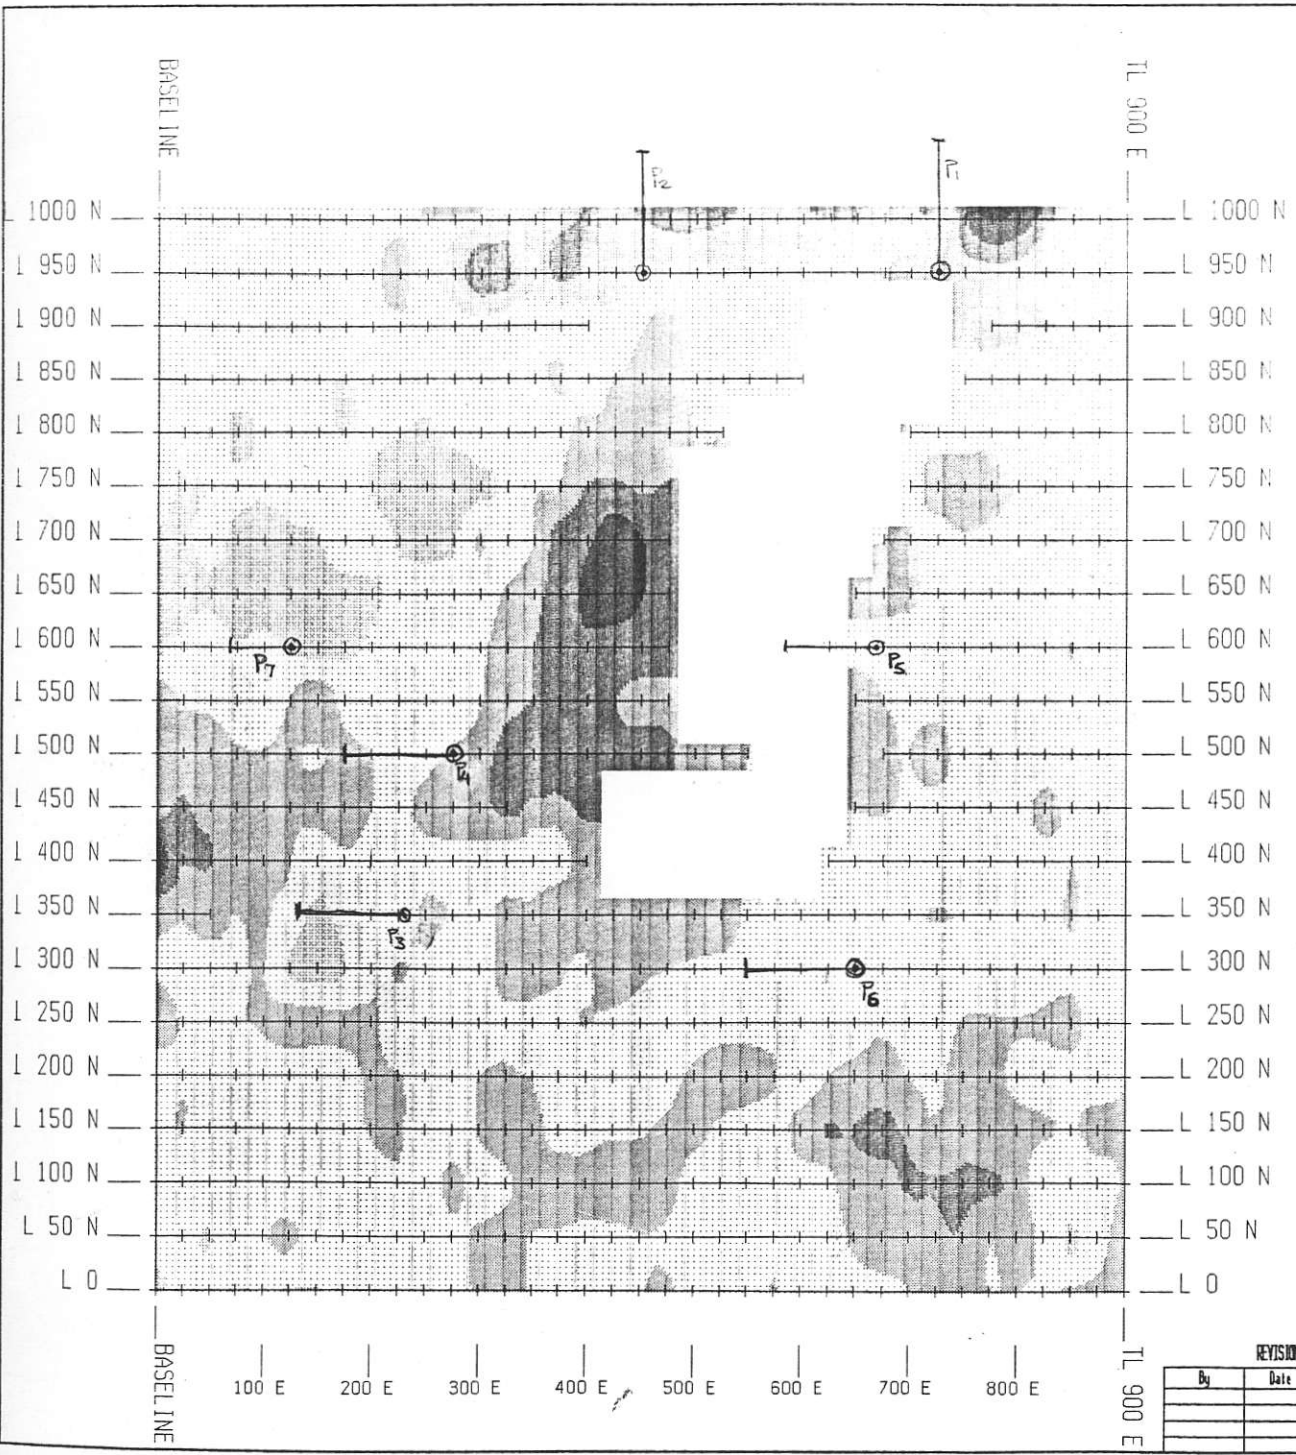 BASELINE
TL 900 E
P2
P1
L 1000 N
L 1000 N
L 950 N
L 950 N
L 900 N
L 900 N
L 850 N
L 850 N
L 800 N
L 800 N
L 750 N
L 750 N
L 700 N
L 700 N
L 650 N
L 650 N
L 600 N
L 600 N
P7
P5
L 550 N
L 550 N
L 500 N
L 500 N
P4
L 450 N
L 450 N
L 400 N
L 400 N
L 350 N
L 350 N
P3
L 300 N
L 300 N
P6
L 250 N
L 250 N
L 200 N
L 200 N
L 150 N
L 150 N
L 100 N
L 100 N
L 50 N
L 50 N
L 0
L 0
BASELINE
100 E
200 E
300 E
400 E
500 E
600 E
700 E
800 E
TL 900 E
REVISION
By
Date